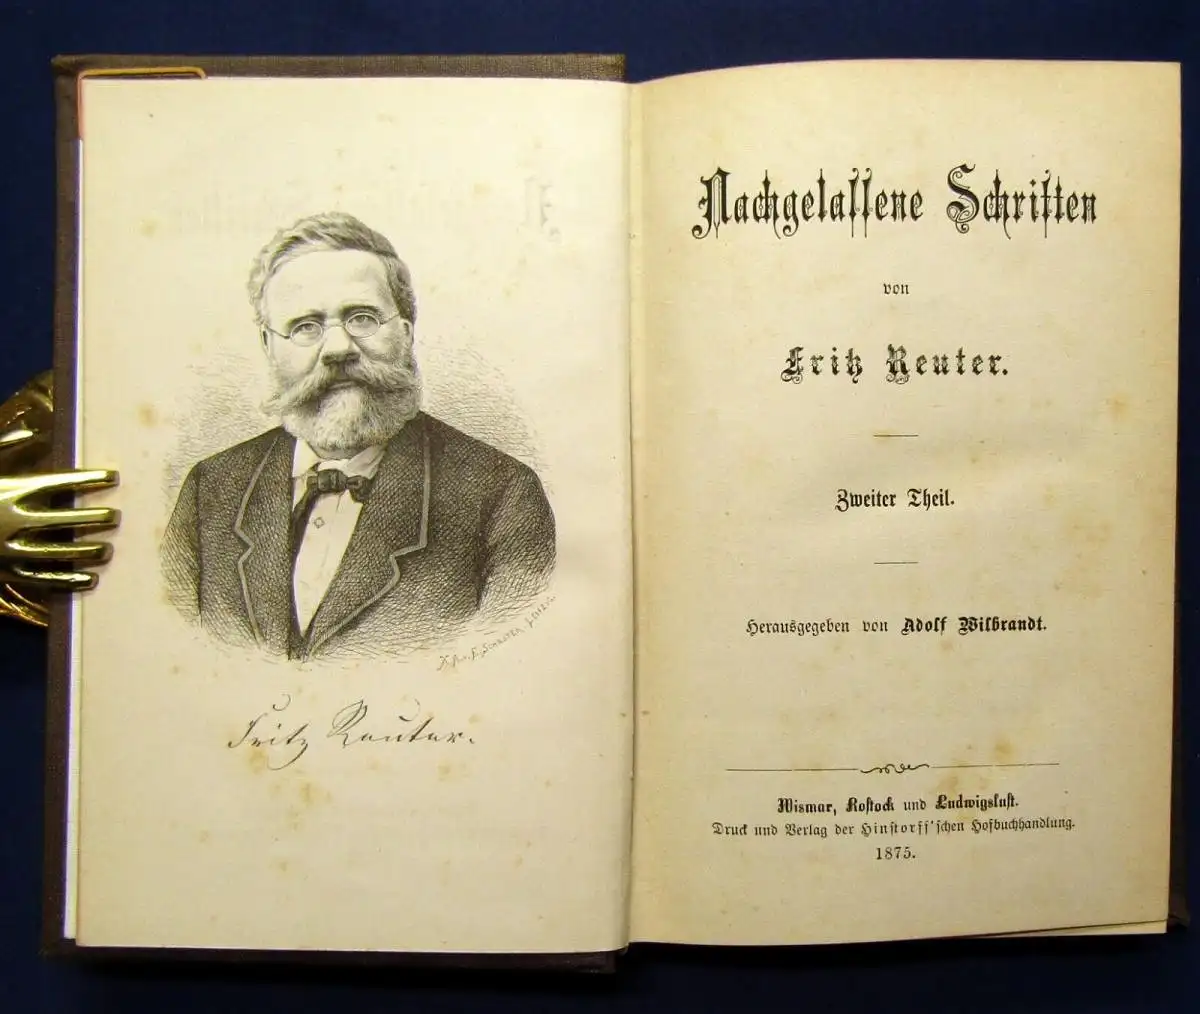 Fritz Reuter.
Nachgelassene Schriften
von
Fritz Reuter.
Zweiter Theil.
Herausgegeben von Adolf Wilbrandt.
Wismar, Rostock und Ludwigslust.
Druck und Verlag der Hinstorff'schen Hofbuchhandlung.
1875.